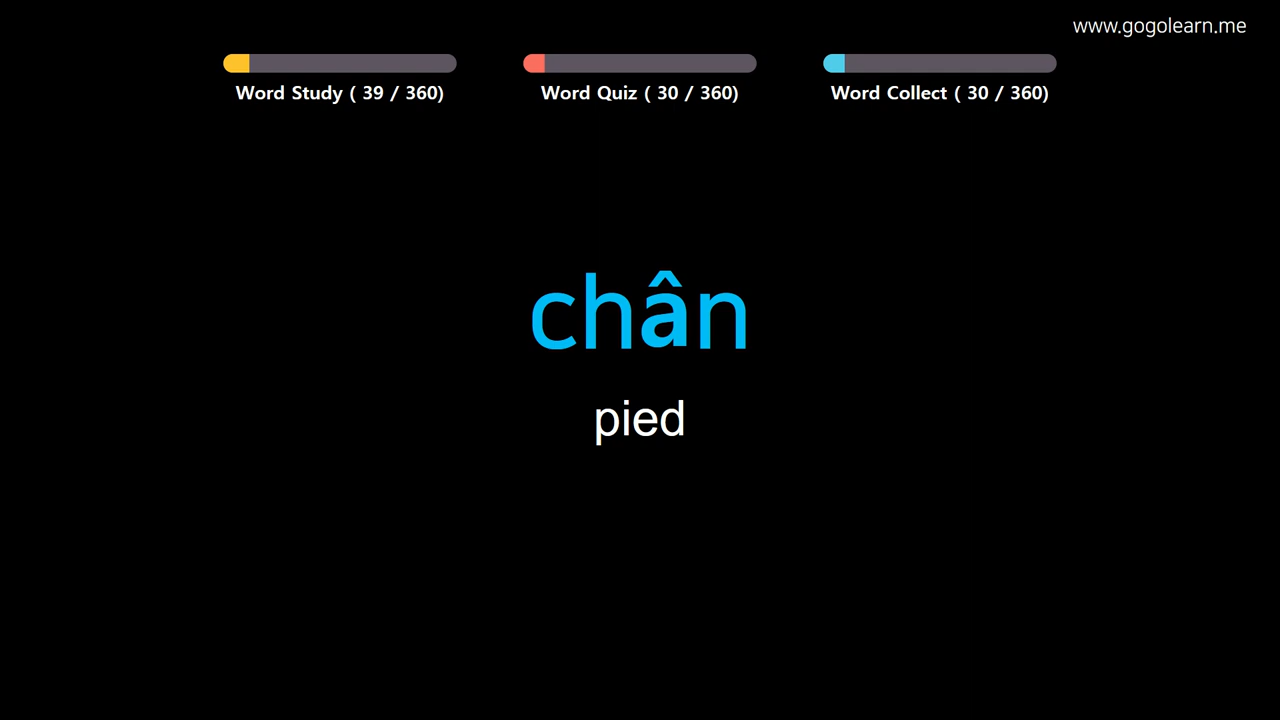 www.gogolearn.me
Word Study ( 39 / 360)
Word Quiz ( 30 / 360)
Word Collect ( 30 / 360)
chân
pied